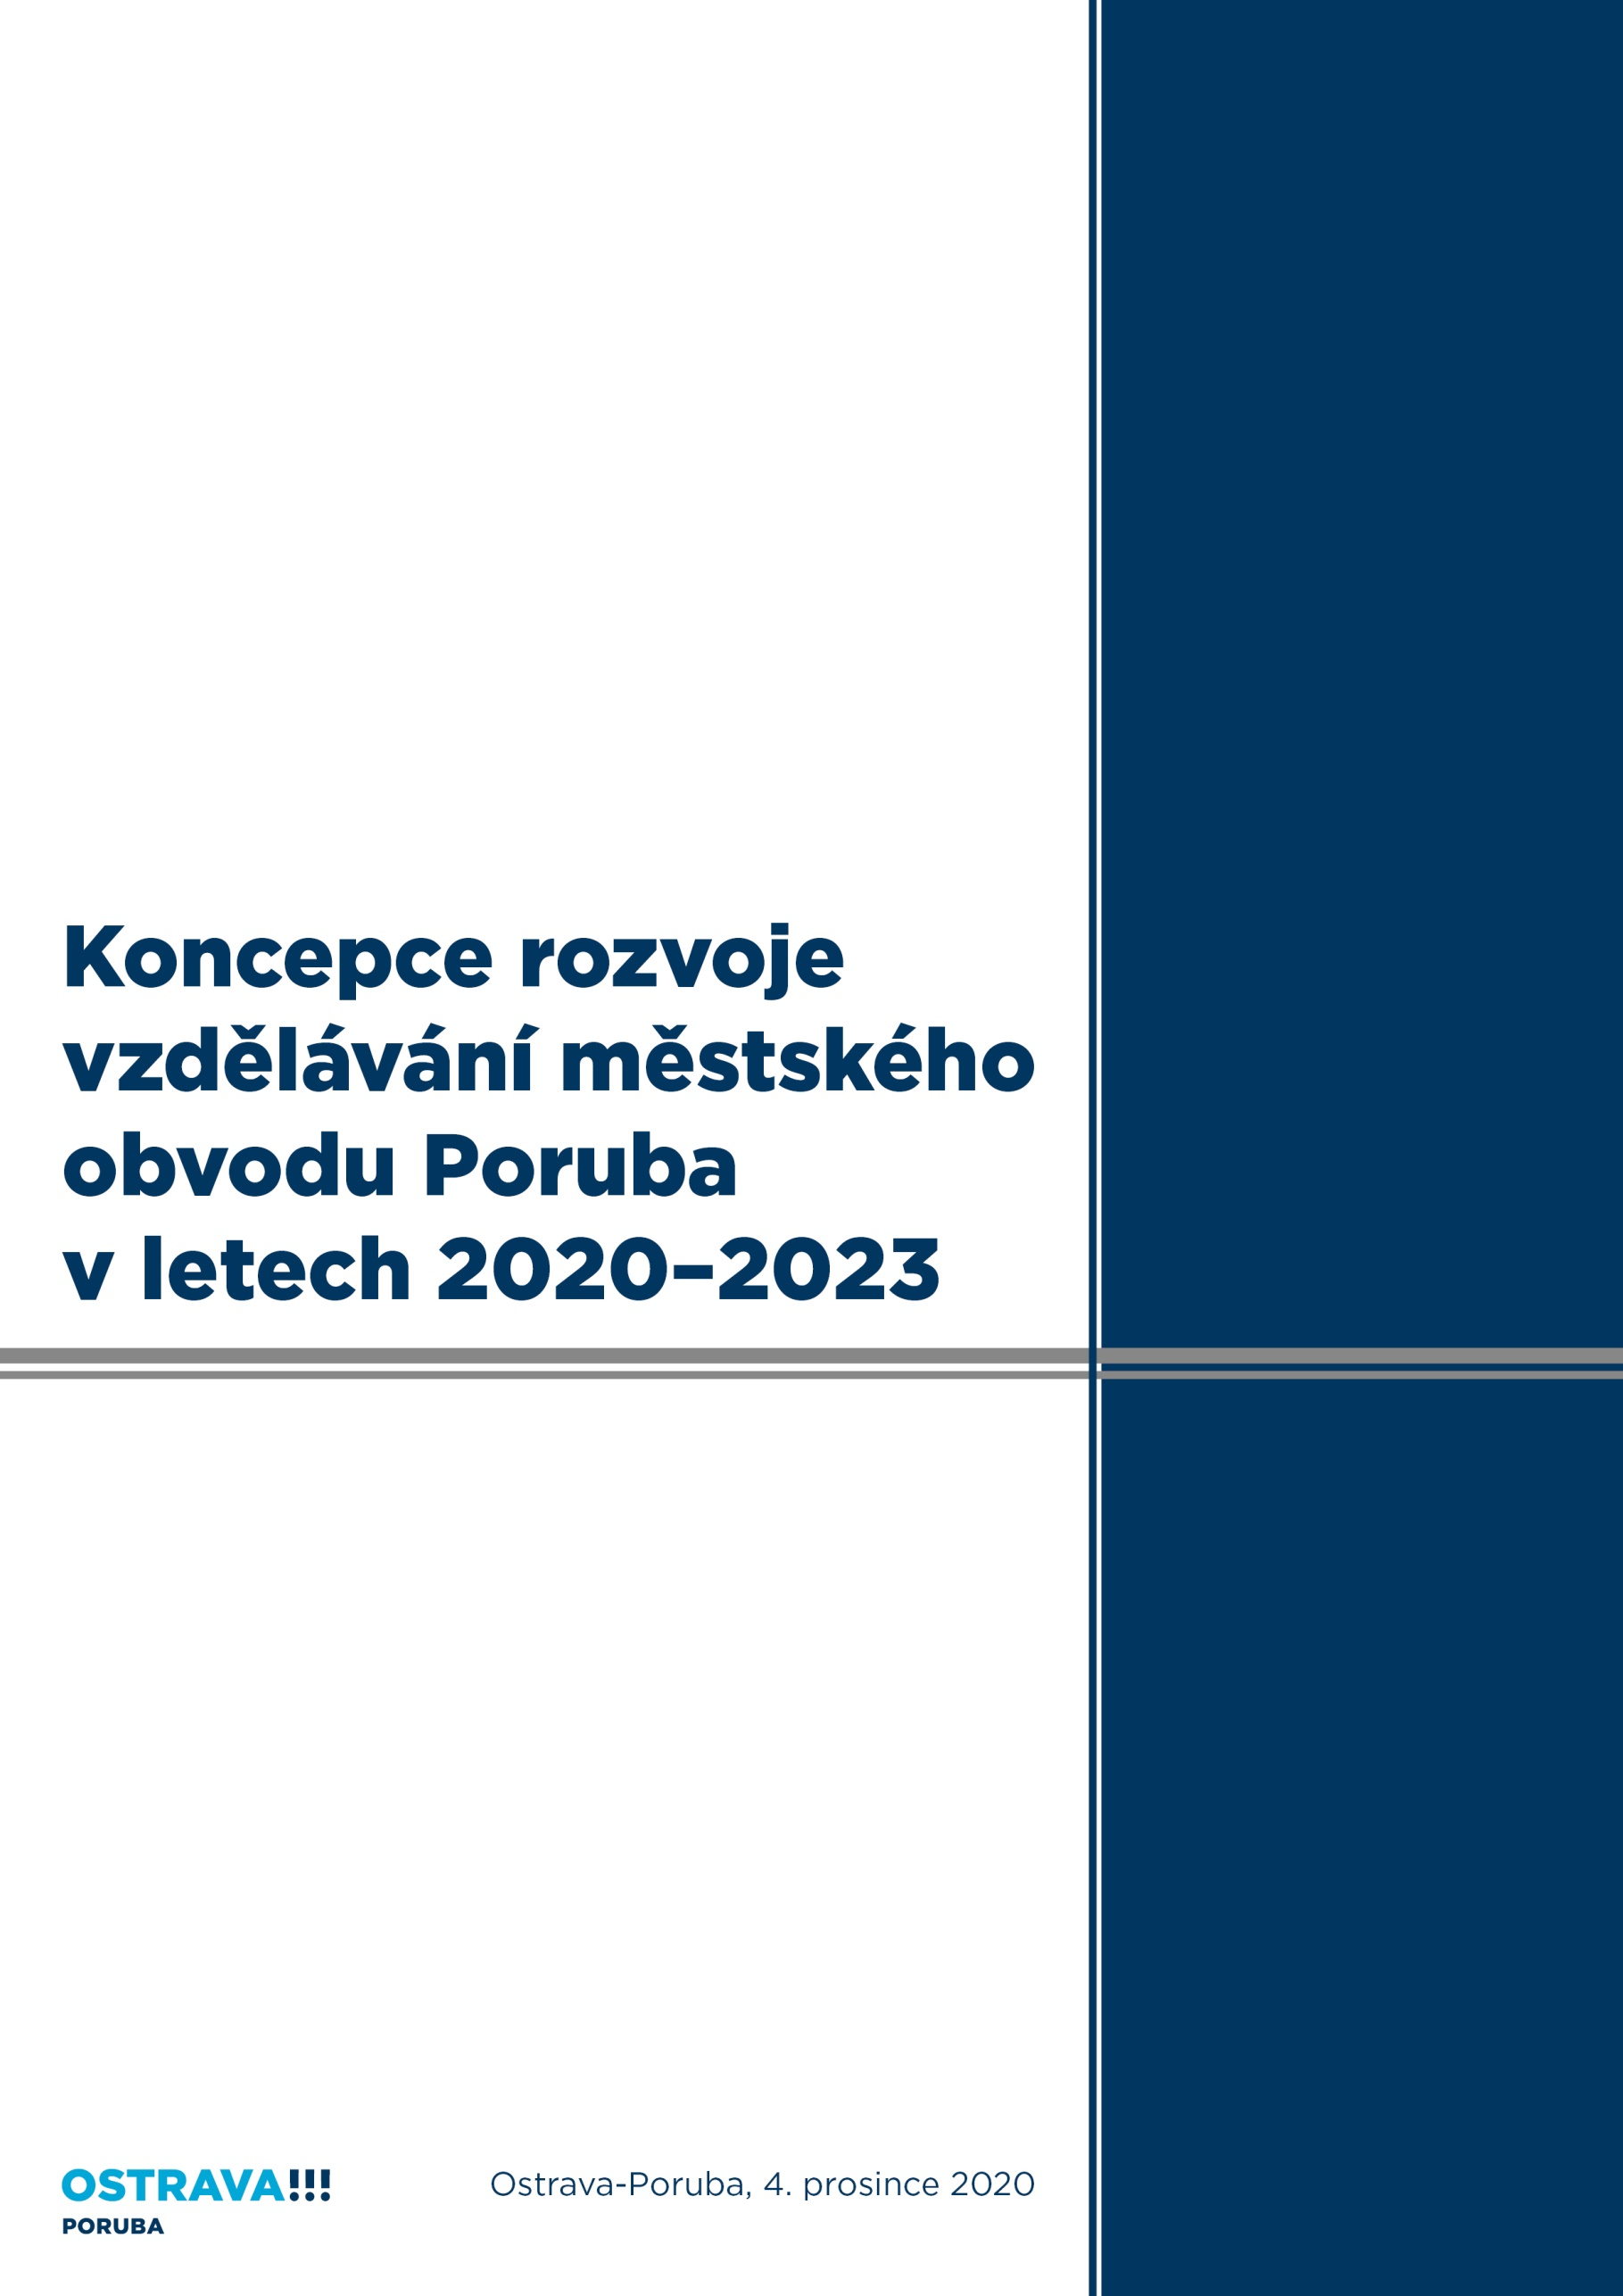 Koncepce rozvoje
vzdělávání městského
obvodu Poruba
v letech 2020–2023
OSTRAVA!!!
PORUBA
Ostrava-Poruba, 4. prosince 2020